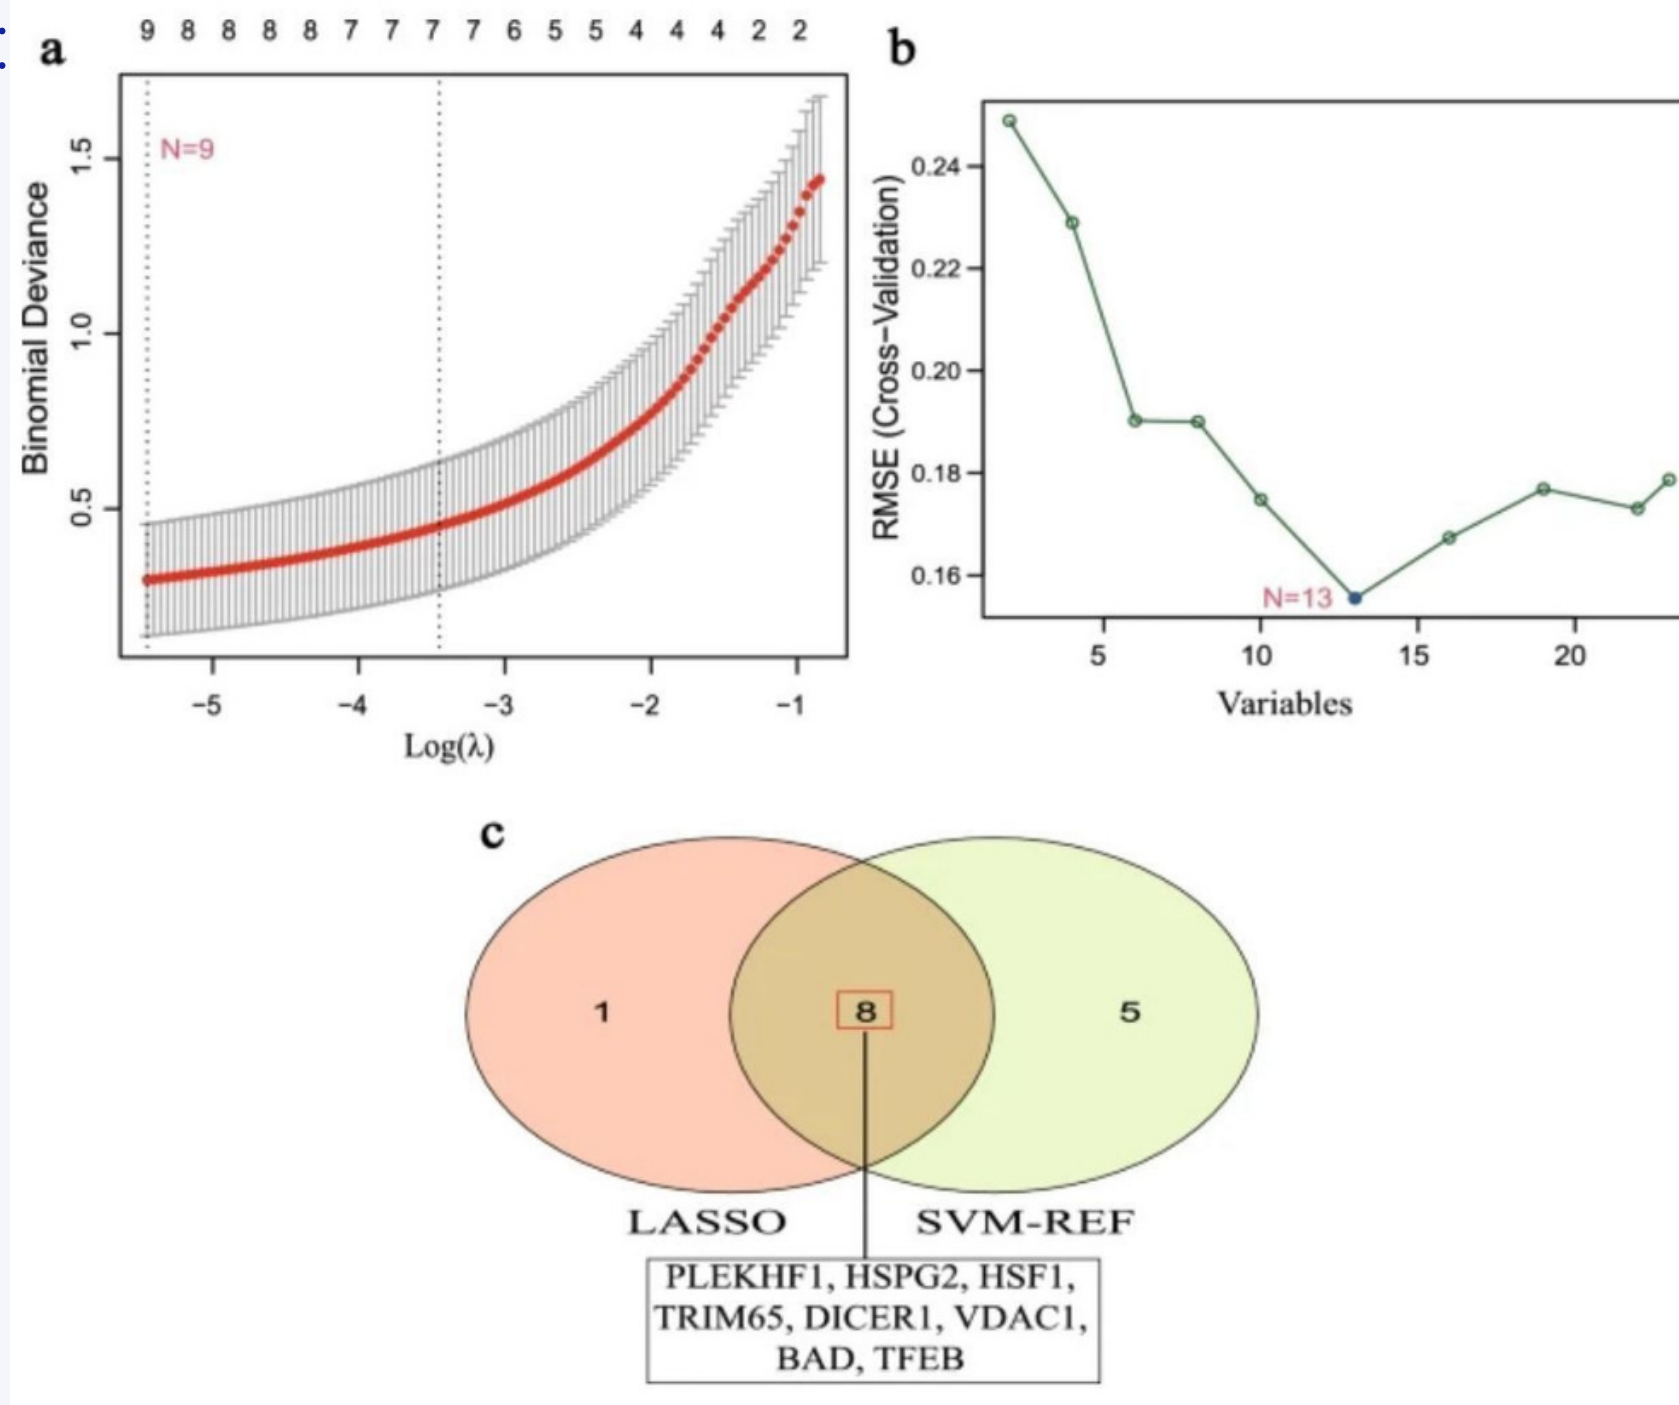 a
9 8 8 8 8 7 7 7 7 6 5 5 4 4 4 2 2
N=9
Binomial Deviance
1.5
1.0
0.5
−5 −4 −3 −2 −1
Log(λ)
b
RMSE (Cross−Validation)
0.24
0.22
0.20
0.18
0.16
N=13
5 10 15 20
Variables
c
1 8 5
LASSO SVM-REF
PLEKHF1, HSPG2, HSF1,
TRIM65, DICER1, VDAC1,
BAD, TFEB